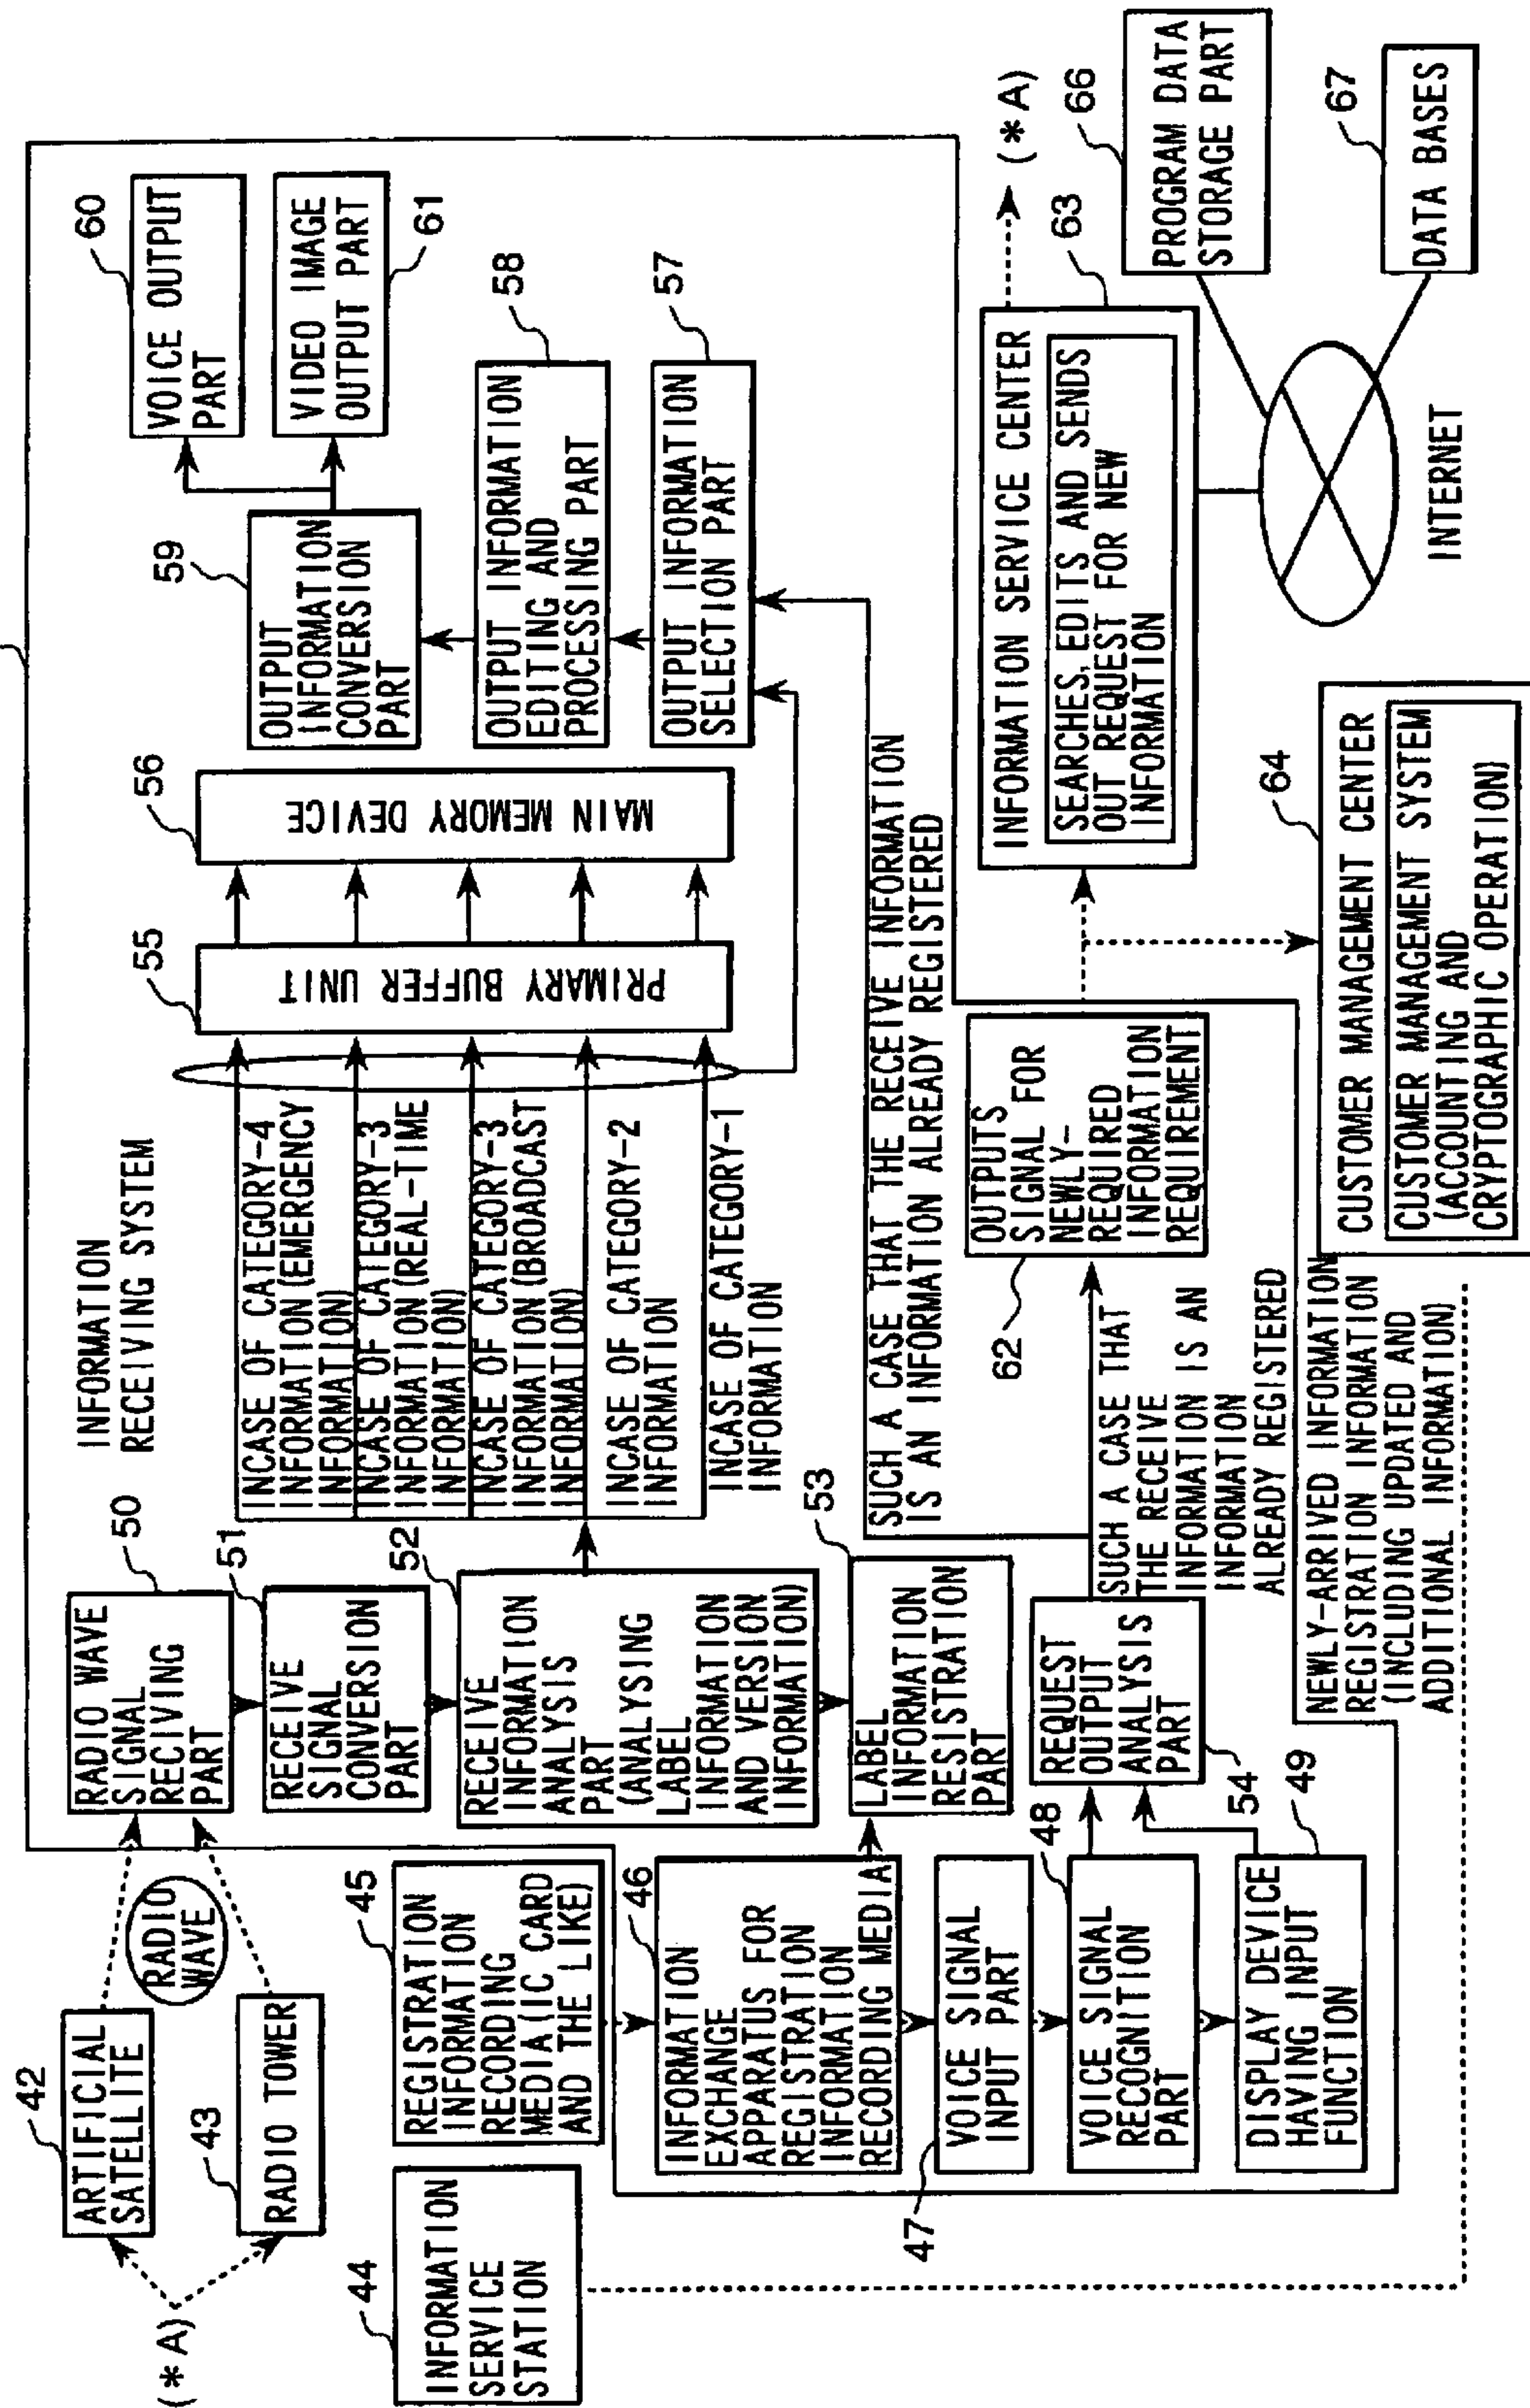 (*A)
42
ARTIFICIAL
SATELLITE
43
RADIO TOWER
RADIO
WAVE
44
INFORMATION
SERVICE
STATION
45
REGISTRATION
INFORMATION
RECORDING
MEDIA(IC CARD
AND THE LIKE)
46
INFORMATION
EXCHANGE
APPARATUS FOR
REGISTRATION
INFORMATION
RECORDING MEDIA
47
VOICE SIGNAL
INPUT PART
48
VOICE SIGNAL
RECOGNITION
PART
49
DISPLAY DEVICE
HAVING INPUT
FUNCTION
50
RADIO WAVE
SIGNAL
RECIVING
PART
51
RECEIVE
SIGNAL
CONVERSION
PART
52
RECEIVE
INFORMATION
ANALYSIS
PART
(ANALYSING
LABEL
INFORMATION
AND VERSION
INFORMATION)
53
LABEL
INFORMATION
RESISTRATION
PART
54
REQUEST
OUTPUT
ANALYSIS
PART
INFORMATION
RECEIVING SYSTEM
INCASE OF CATEGORY-4
INFORMATION(EMERGENCY
INFORMATION)
INCASE OF CATEGORY-3
INFORMATION(REAL-TIME
INFORMATION)
INCASE OF CATEGORY-3
INFORMATION(BROADCAST
INFORMATION)
INCASE OF CATEGORY-2
INFORMATION
INCASE OF CATEGORY-1
INFORMATION
55
PRIMARY BUFFER UNIT
56
MAIN MEMORY DEVICE
SUCH A CASE THAT THE RECEIVE INFORMATION
IS AN INFORMATION ALREADY REGISTERED
SUCH A CASE THAT
THE RECEIVE
INFORMATION IS AN
INFORMATION
ALREADY REGISTERED
57
OUTPUT INFORMATION
SELECTION PART
58
OUTPUT INFORMATION
EDITING AND
PROCESSING PART
59
OUTPUT
INFORMATION
CONVERSION
PART
60
VOICE OUTPUT
PART
61
VIDEO IMAGE
OUTPUT PART
62
OUTPUTS
SIGNAL FOR
NEWLY-
REQUIRED
INFORMATION
REQUIREMENT
63
INFORMATION SERVICE CENTER
SEARCHES,EDITS AND SENDS
OUT REQUEST FOR NEW
INFORMATION
(*A)
64
CUSTOMER MANAGEMENT CENTER
CUSTOMER MANAGEMENT SYSTEM
(ACCOUNTING AND
CRYPTOGRAPHIC OPERATION)
NEWLY-ARRIVED INFORMATION
REGISTRATION INFORMATION
(INCLUDING UPDATED AND
ADDITIONAL INFORMATION)
INTERNET
66
PROGRAM DATA
STORAGE PART
67
DATA BASES